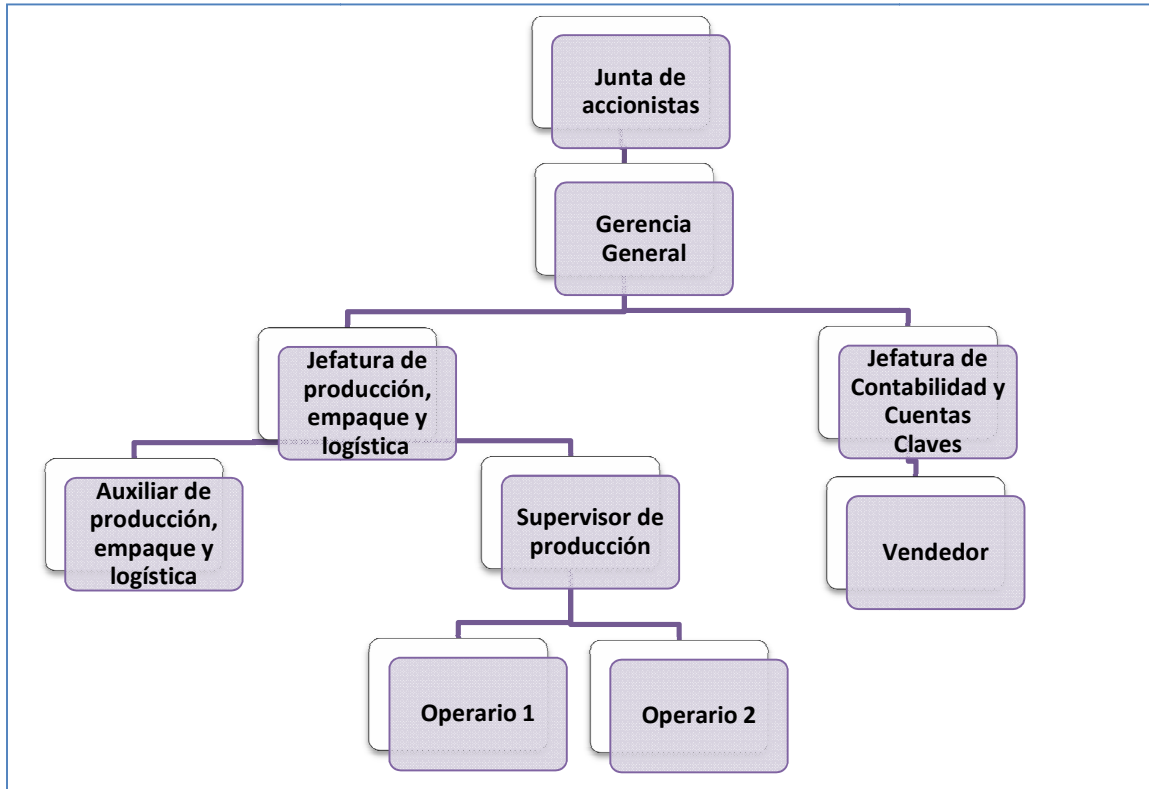 Junta de
accionistas
Gerencia
General
Jefatura de
producción,
empaque y
logística
Jefatura de
Contabilidad y
Cuentas
Claves
Auxiliar de
producción,
empaque y
logística
Supervisor de
producción
Vendedor
Operario 1
Operario 2